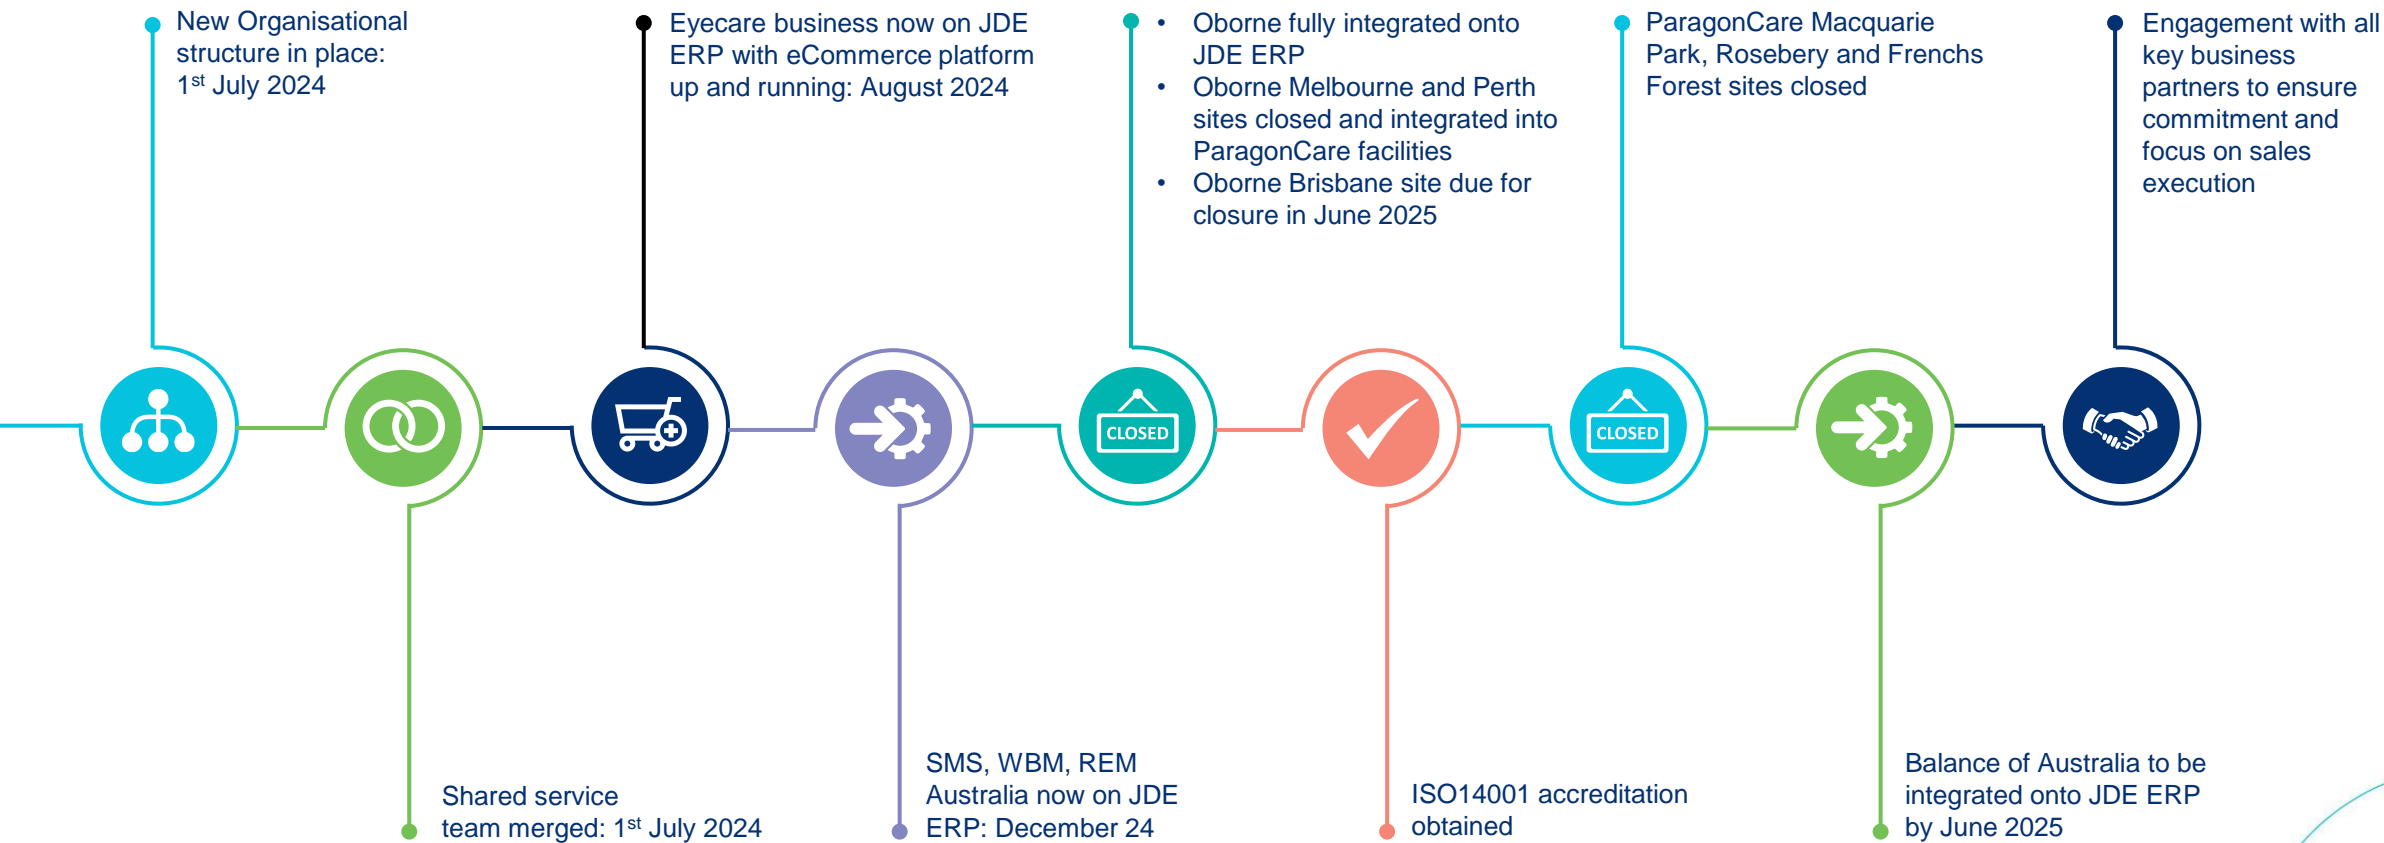 New Organisational
structure in place:
1st July 2024
Shared service
team merged: 1st July 2024
Eyecare business now on JDE
ERP with eCommerce platform
up and running: August 2024
SMS, WBM, REM
Australia now on JDE
ERP: December 24
• Oborne fully integrated onto
JDE ERP
• Oborne Melbourne and Perth
sites closed and integrated into
ParagonCare facilities
• Oborne Brisbane site due for
closure in June 2025
CLOSED
ISO14001 accreditation
obtained
ParagonCare Macquarie
Park, Rosebery and Frenchs
Forest sites closed
CLOSED
Balance of Australia to be
integrated onto JDE ERP
by June 2025
Engagement with all
key business
partners to ensure
commitment and
focus on sales
execution